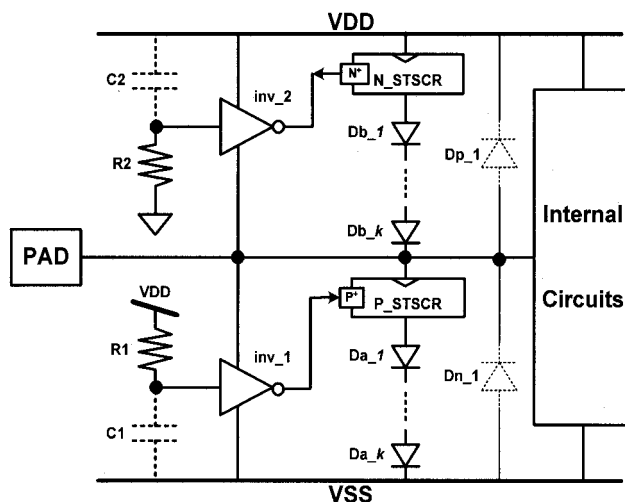 VDD
C2
inv_2
N+
N_STSCR
R2
Db_1
Dp_1
Db_k
PAD
Internal
Circuits
VDD
P+
P_STSCR
R1
inv_1
Da_1
Dn_1
C1
Da_k
VSS